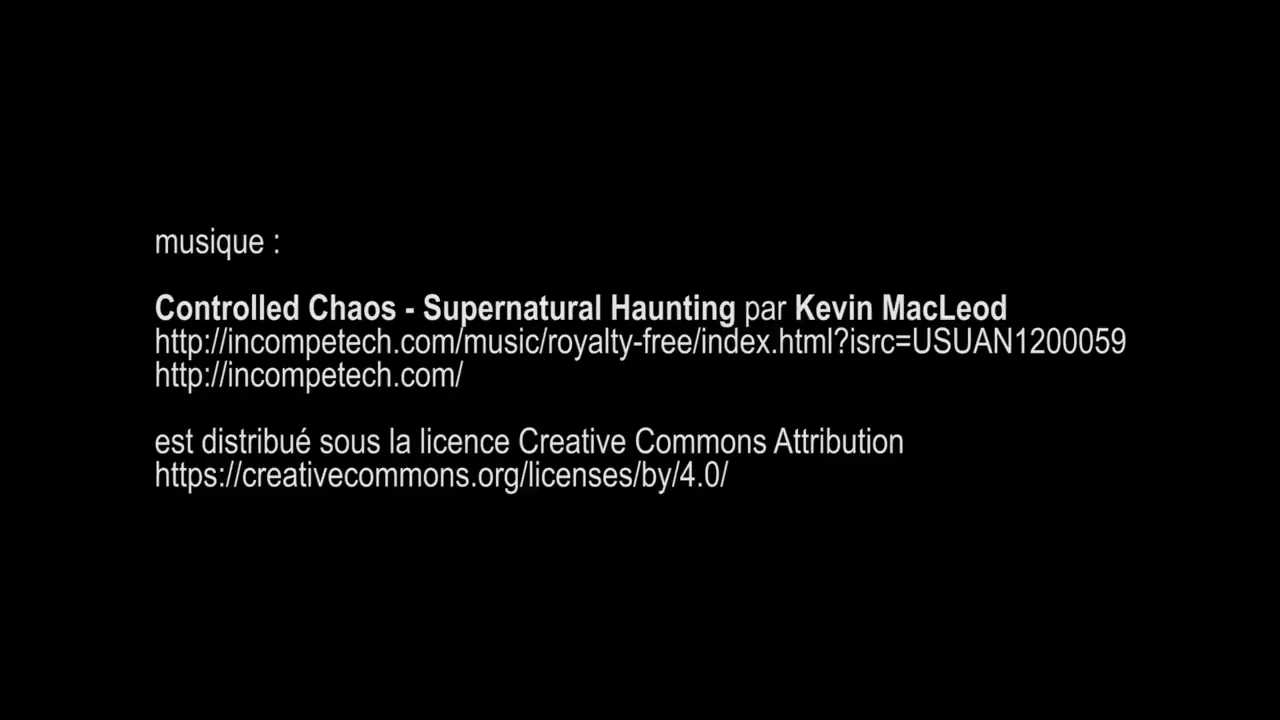 musique :
Controlled Chaos - Supernatural Haunting par Kevin MacLeod
http://incompetech.com/music/royalty-free/index.html?isrc=USUAN1200059
http://incompetech.com/
est distribué sous la licence Creative Commons Attribution
https://creativecommons.org/licenses/by/4.0/